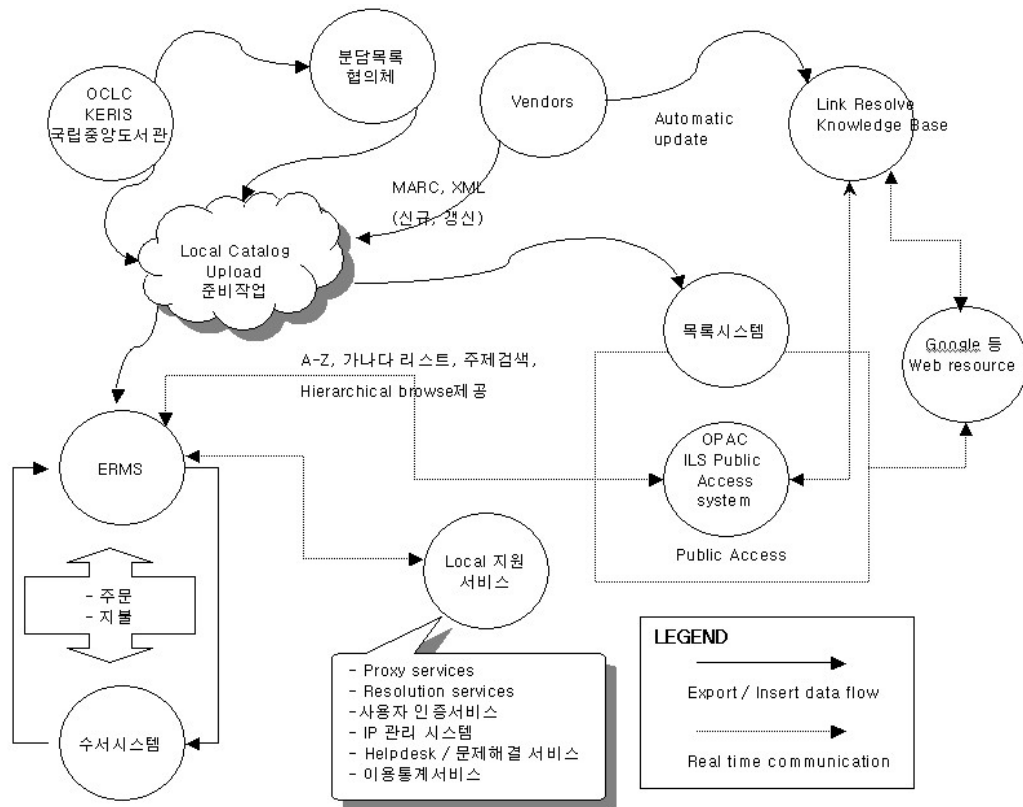 OCLC
KERIS
국립중앙도서관
분담목록
협의체
Vendors
Automatic
update
Link Resolve
Knowledge Base
MARC, XML
(신규, 갱신)
Local Catalog
Upload
준비작업
목록시스템
Google 등
Web resource
A-Z, 가나다 리스트, 주제검색,
Hierarchical browse제공
ERMS
OPAC
ILS Public
Access
system
Public Access
Local 지원
서비스
- 주문
- 지불
수서시스템
- Proxy services
- Resolution services
-사용자 인증서비스
- IP 관리 시스템
- Helpdesk / 문제해결 서비스
- 이용통계서비스
LEGEND
Export / Insert data flow
Real time communication